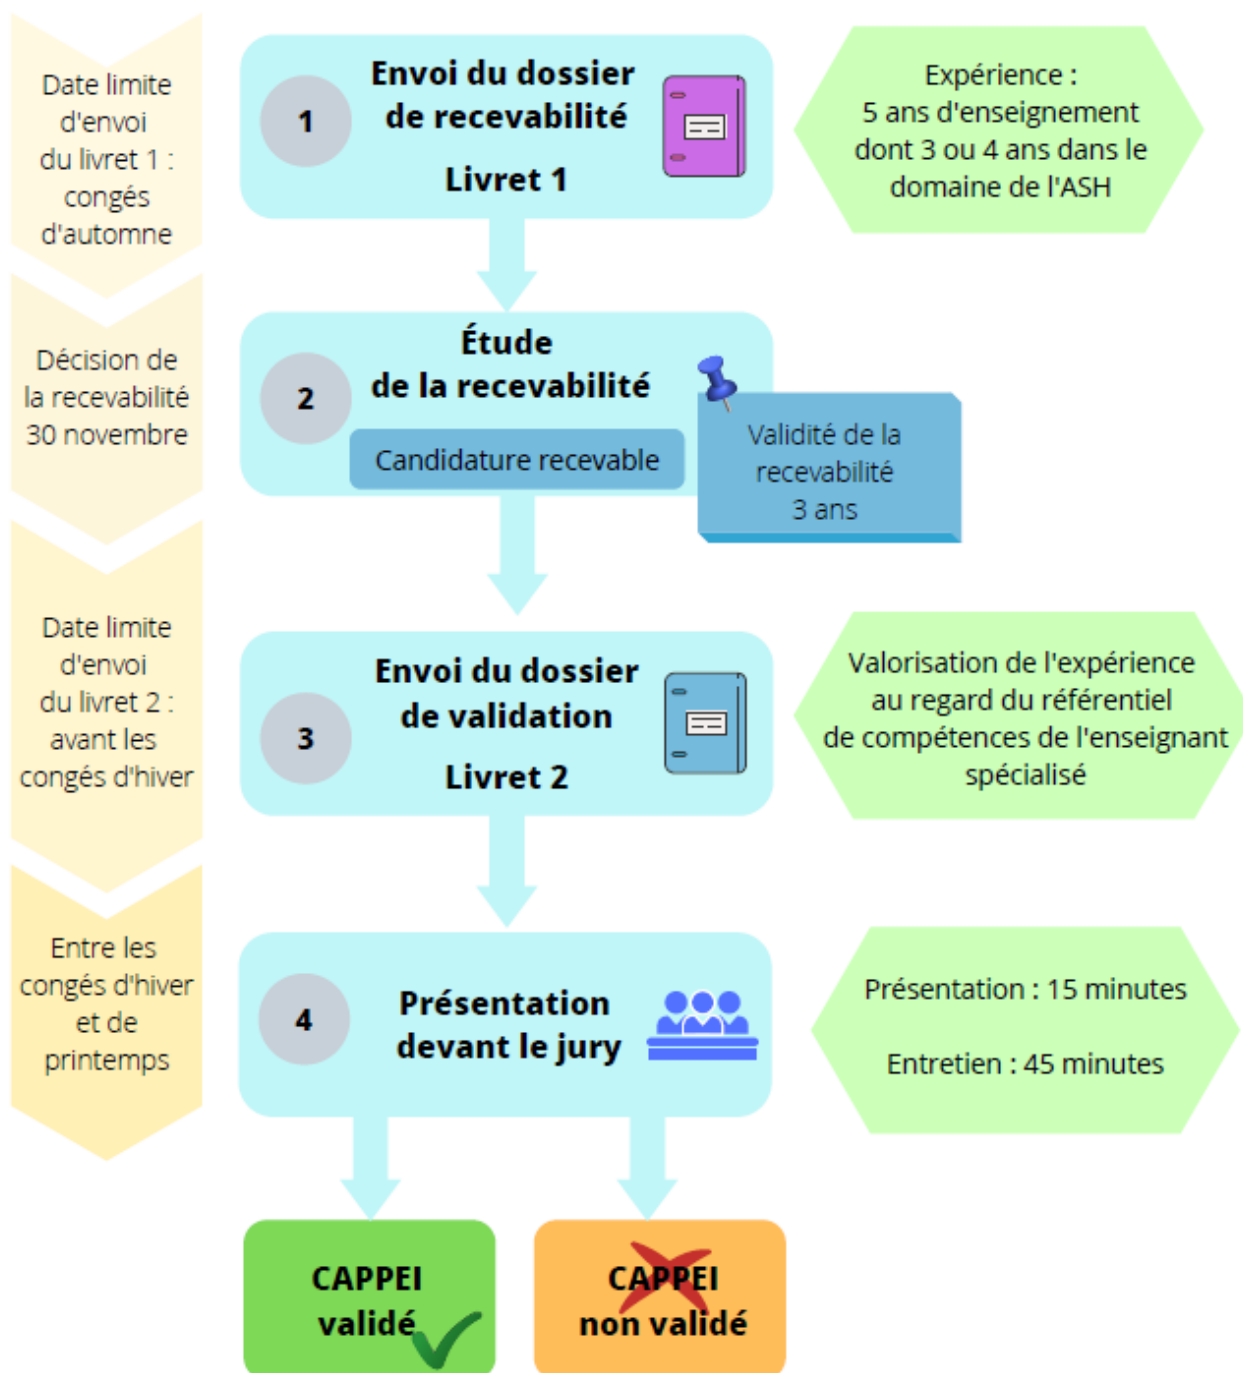 Date limite
d'envoi
du livret 1 :
congés
d'automne
1
Envoi du dossier
de recevabilité
Livret 1
Expérience :
5 ans d'enseignement
dont 3 ou 4 ans dans le
domaine de l'ASH
Décision de
la recevabilité
30 novembre
2
Étude
de la recevabilité
Candidature recevable
Validité de la
recevabilité
3 ans
Date limite
d'envoi
du livret 2 :
avant les
congés d'hiver
3
Envoi du dossier
de validation
Livret 2
Valorisation de l'expérience
au regard du référentiel
de compétences de l'enseignant
spécialisé
Entre les
congés d'hiver
et de
printemps
4
Présentation
devant le jury
Présentation : 15 minutes
Entretien : 45 minutes
CAPPEI
validé
CAPPEI
non validé